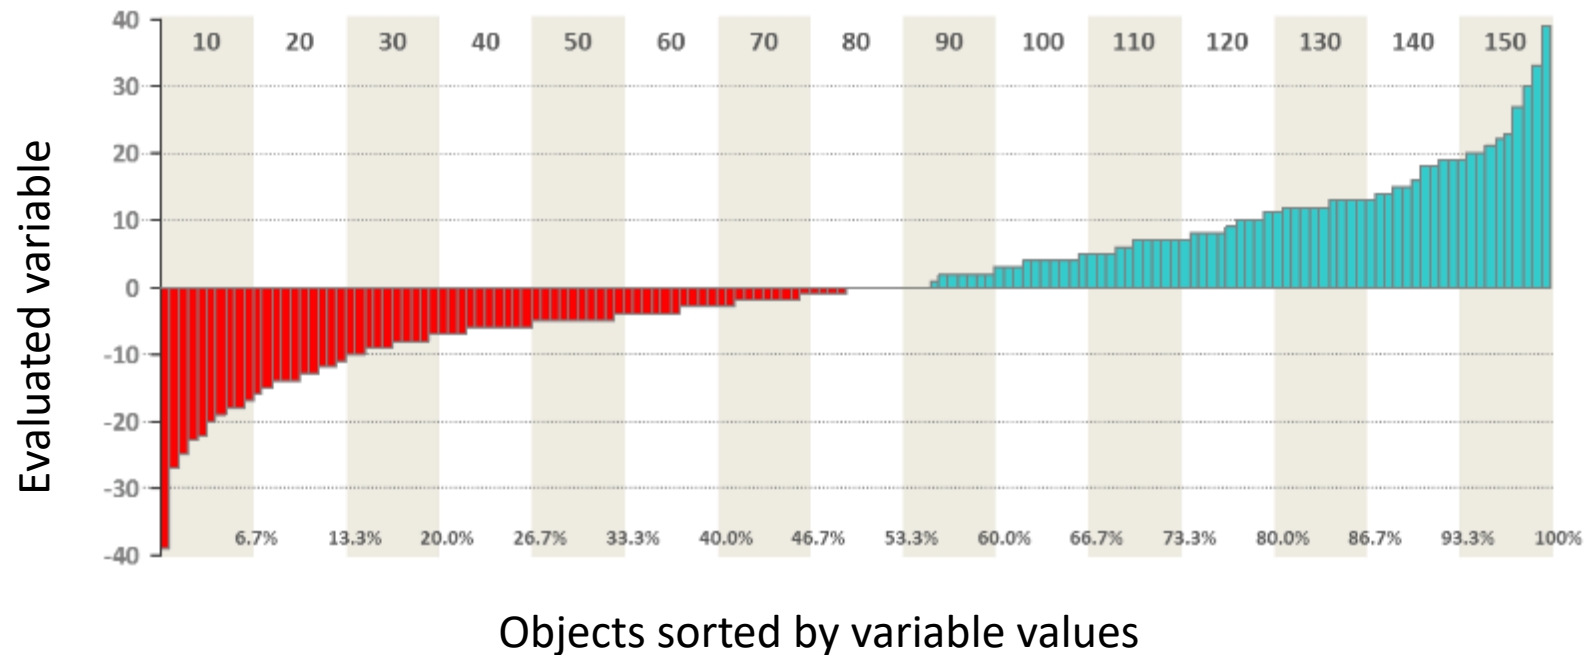 40
10 20 30 40 50 60 70 80 90 100 110 120 130 140 150
30
20
10
0
-10
-20
-30
-40
6.7% 13.3% 20.0% 26.7% 33.3% 40.0% 46.7% 53.3% 60.0% 66.7% 73.3% 80.0% 86.7% 93.3% 100%
Evaluated variable
Objects sorted by variable values